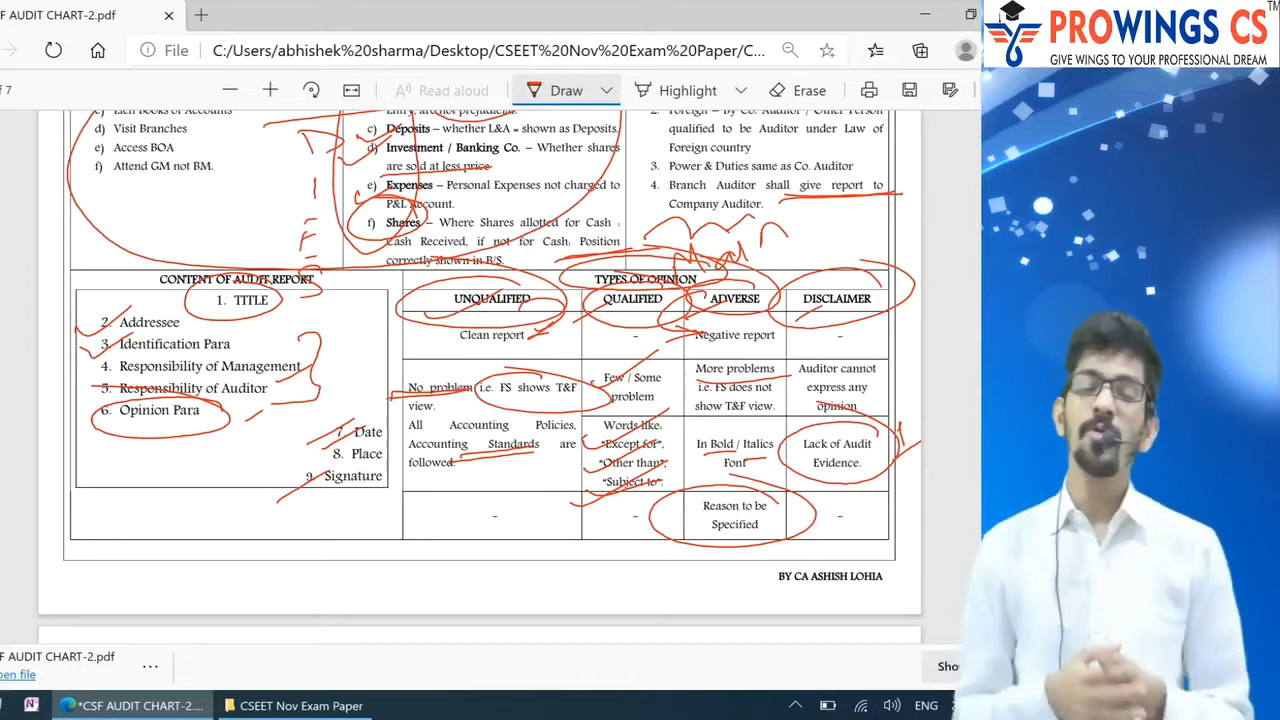 F AUDIT CHART-2.pdf
PROWINGS CS
TM
GIVE WINGS TO YOUR PROFESSIONAL DREAM
File
C:/Users/abhishek%20sharma/Desktop/CSEET%20Nov%20Exam%20Paper/C...
f 7
Read aloud
Draw
Highlight
Erase
of Accounts
d) Visit Branches
e) Access BOA
f) Attend GM not BM.
c) Deposits – whether L&A = shown as Deposits.
d) Investment / Banking Co. – Whether shares
are sold at less price
e) Expenses – Personal Expenses not charged to
P&L Account.
f) Shares – Where Shares allotted for Cash :
Cash Received, if not for Cash: Position
correctly shown in B/S.
2. Foreign – By Co. Auditor / Other Person
qualified to be Auditor under Law of
Foreign country
3. Power & Duties same as Co. Auditor
4. Branch Auditor shall give report to
Company Auditor.
CONTENT OF AUDIT REPORT
1. TITLE
2. Addressee
3. Identification Para
4. Responsibility of Management
5. Responsibility of Auditor
6. Opinion Para
7. Date
8. Place
9. Signature
TYPES OF OPINION
UNQUALIFIED
QUALIFIED
ADVERSE
DISCLAIMER
Clean report
–
Negative report
–
No problem i.e. FS shows T&F
view.
Few / Some
problem
More problems
i.e. FS does not
show T&F view.
Auditor cannot
express any
opinion
All Accounting Policies,
Accounting Standards are
followed.
Words like:
"Except for",
"Other than",
"Subject to".
In Bold / Italics
Font
Lack of Audit
Evidence.
–
–
Reason to be
Specified
–
BY CA ASHISH LOHIA
F AUDIT CHART-2.pdf
pen file
...
Sho
*CSF AUDIT CHART-2....
CSEET Nov Exam Paper
ENG